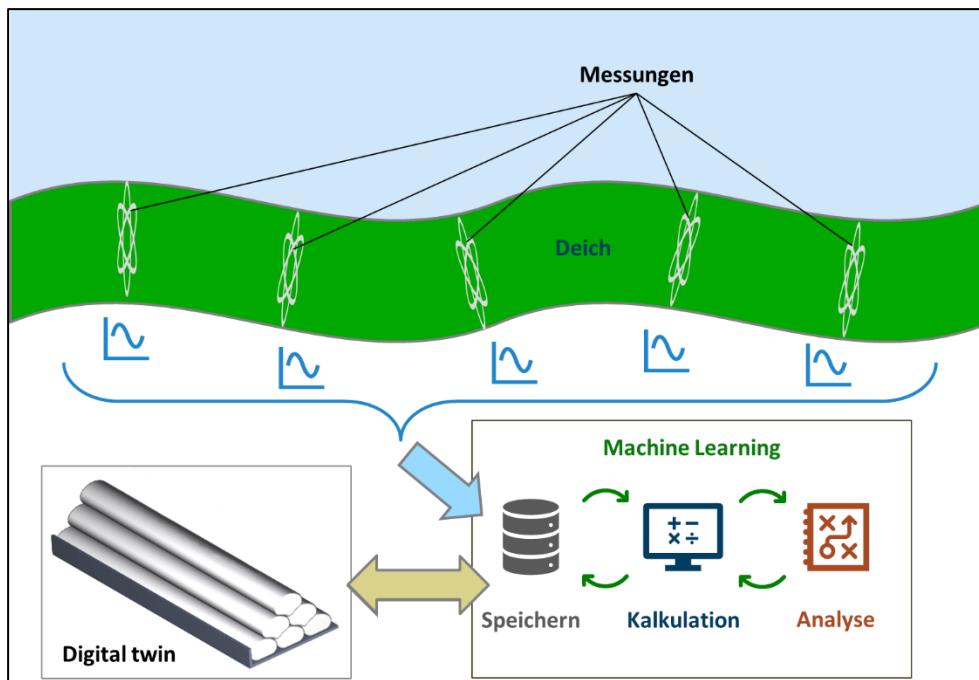 Messungen
Deich
Machine Learning
Speichern
Kalkulation
Analyse
Digital twin